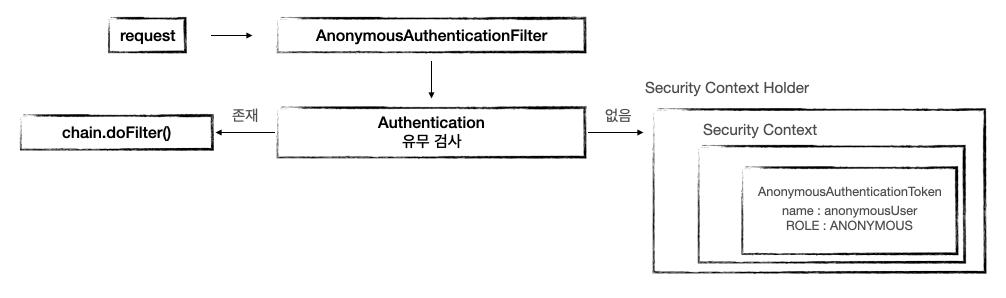 request
AnonymousAuthenticationFilter
Security Context Holder
존재
chain.doFilter()
Authentication
유무 검사
없음
Security Context
AnonymousAuthenticationToken
name : anonymousUser
ROLE : ANONYMOUS